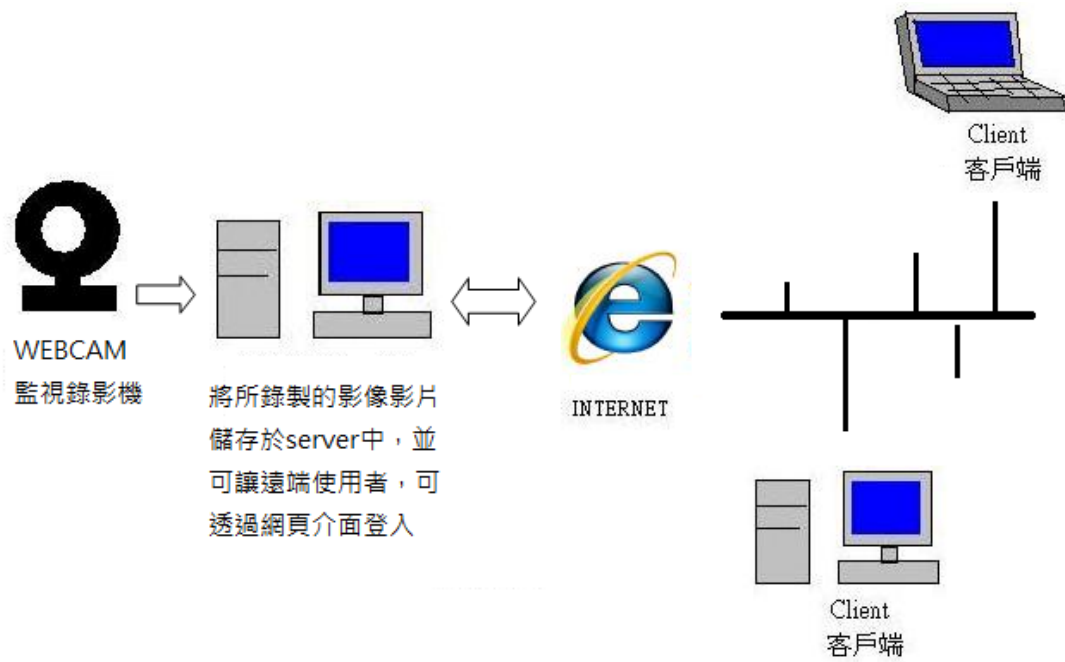 WEBCAM
監視錄影機
將所錄製的影像影片
儲存於server中，並
可讓遠端使用者，可
透過網頁介面登入
INTERNET
Client
客戶端
Client
客戶端